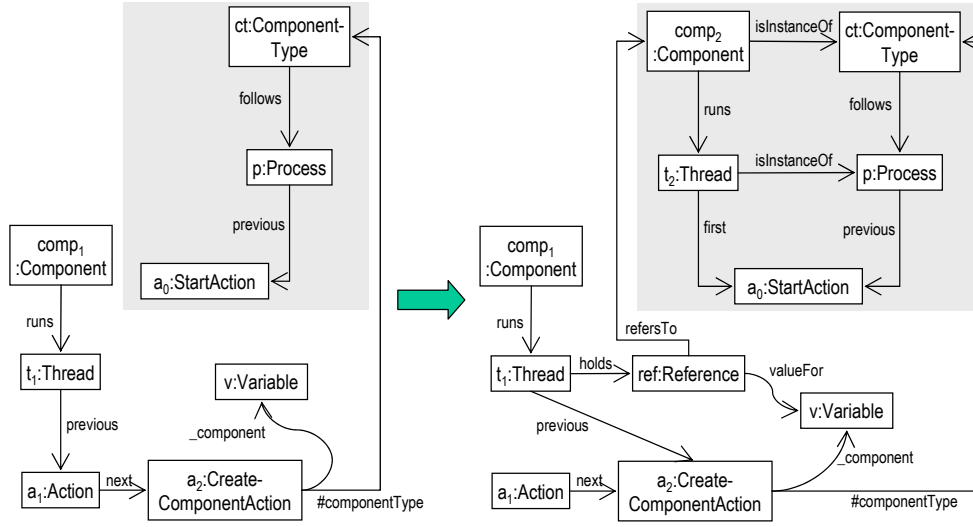 ct:Component-
Type
follows
p:Process
previous
a0:StartAction
comp1
:Component
runs
t1:Thread
previous
a1:Action
next
a2:Create-
ComponentAction
v:Variable
_component
#componentType
comp2
:Component
isInstanceOf
ct:Component-
Type
runs
follows
t2:Thread
isInstanceOf
p:Process
first
previous
a0:StartAction
comp1
:Component
runs
refersTo
t1:Thread
holds
ref:Reference
valueFor
v:Variable
previous
_component
a1:Action
next
a2:Create-
ComponentAction
#componentType